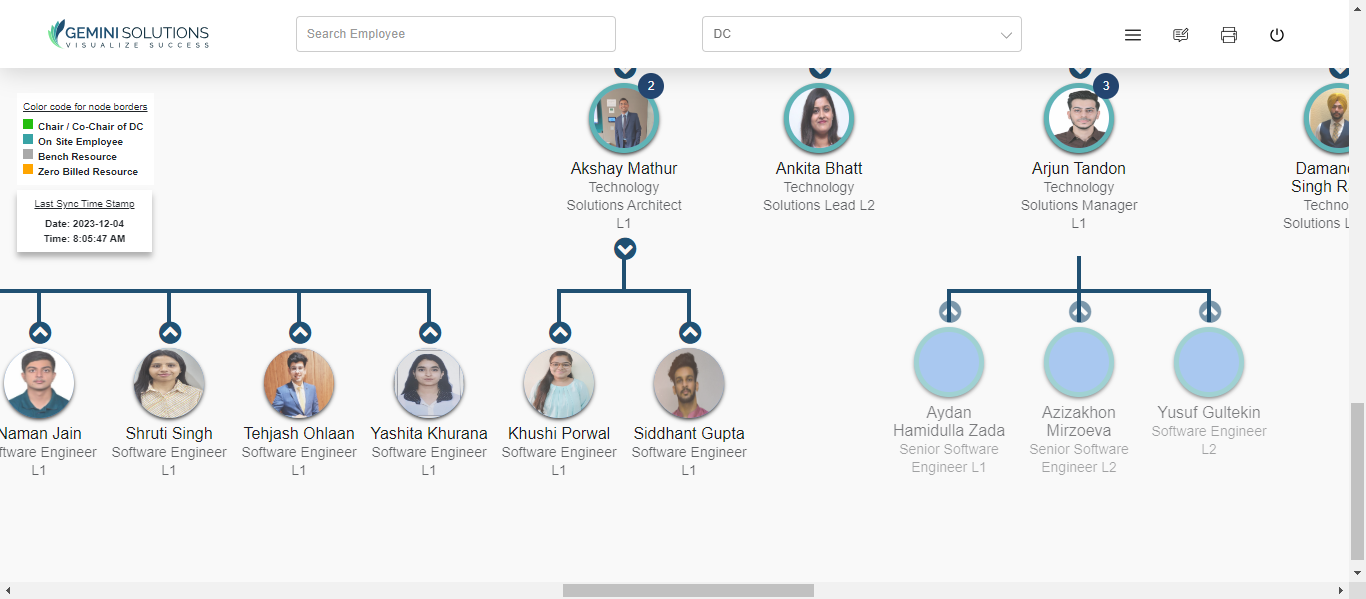 GEMINI SOLUTIONS
VISUALIZE SUCCESS
Search Employee
DC
Color code for node borders
Chair / Co-Chair of DC
On Site Employee
Bench Resource
Zero Billed Resource
Last Sync Time Stamp
Date: 2023-12-04
Time: 8:05:47 AM
2
Akshay Mathur
Technology
Solutions Architect
L1
Ankita Bhatt
Technology
Solutions Lead L2
3
Arjun Tandon
Technology
Solutions Manager
L1
Daman
Singh R
Techno
Solutions L
Naman Jain
ftware Engineer
L1
Shruti Singh
Software Engineer
L1
Tehjash Ohlaan
Software Engineer
L1
Yashita Khurana
Software Engineer
L1
Khushi Porwal
Software Engineer
L1
Siddhant Gupta
Software Engineer
L1
Aydan
Hamidulla Zada
Senior Software
Engineer L1
Azizakhon
Mirzoeva
Senior Software
Engineer L2
Yusuf Gultekin
Software Engineer
L2